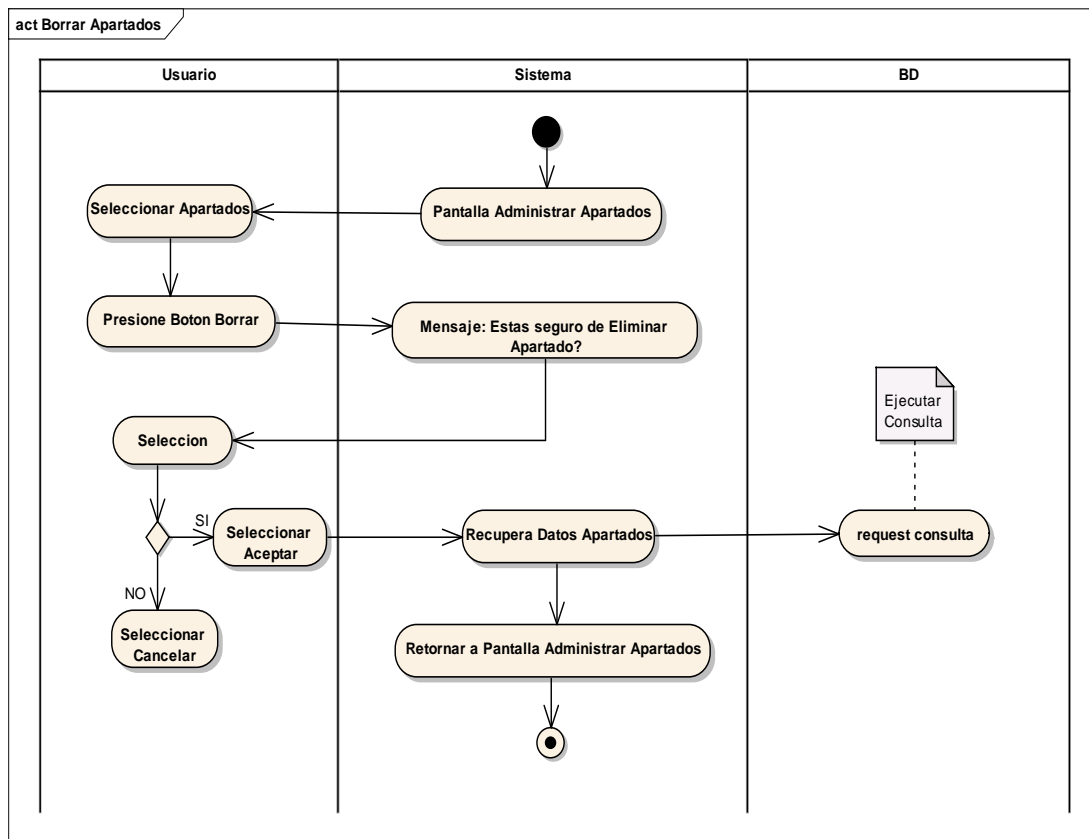 act Borrar Apartados
Usuario
Sistema
BD
Seleccionar Apartados
Pantalla Administrar Apartados
Presione Boton Borrar
Mensaje: Estas seguro de Eliminar
Apartado?
Ejecutar
Consulta
Seleccion
SI
Seleccionar
Aceptar
Recupera Datos Apartados
request consulta
NO
Seleccionar
Cancelar
Retornar a Pantalla Administrar Apartados